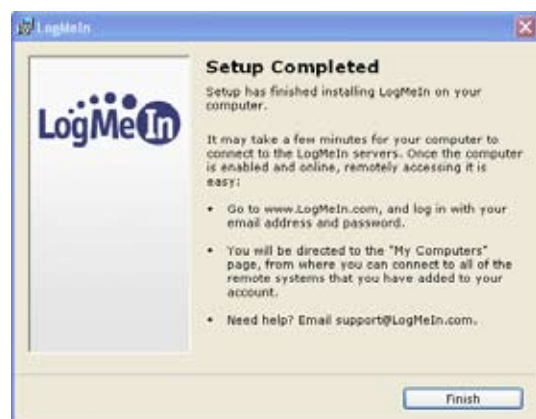 LogMeIn
LogMeIn
Setup Completed
Setup has finished installing LogMeIn on your
computer.
It may take a few minutes for your computer to
connect to the LogMeIn servers. Once the computer
is enabled and online, remotely accessing it is
easy:
• Go to www.LogMeIn.com, and log in with your
email address and password.
• You will be directed to the "My Computers"
page, from where you can connect to all of the
remote systems that you have added to your
account.
• Need help? Email support@LogMeIn.com.
Finish